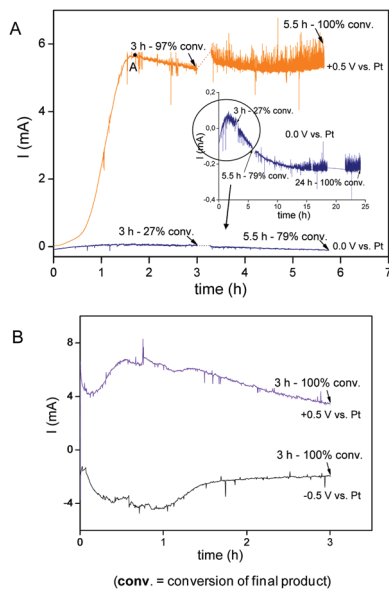 A
6
4
2
0
I (mA)
3 h - 97% conv.
A
5.5 h - 100% conv.
+0.5 V vs. Pt
0,2
0,0
-0,2
-0,4
I (mA)
3 h - 27% conv.
0.0 V vs. Pt
5.5 h - 79% conv.
24 h - 100% conv.
0 5 10 15 20 25
time (h)
3 h - 27% conv.
5.5 h - 79% conv.
0.0 V vs. Pt
0 1 2 3 4 5 6 7
time (h)
B
8
4
0
-4
I (mA)
3 h - 100% conv.
+0.5 V vs. Pt
3 h - 100% conv.
-0.5 V vs. Pt
0 1 2 3
time (h)
(conv. = conversion of final product)